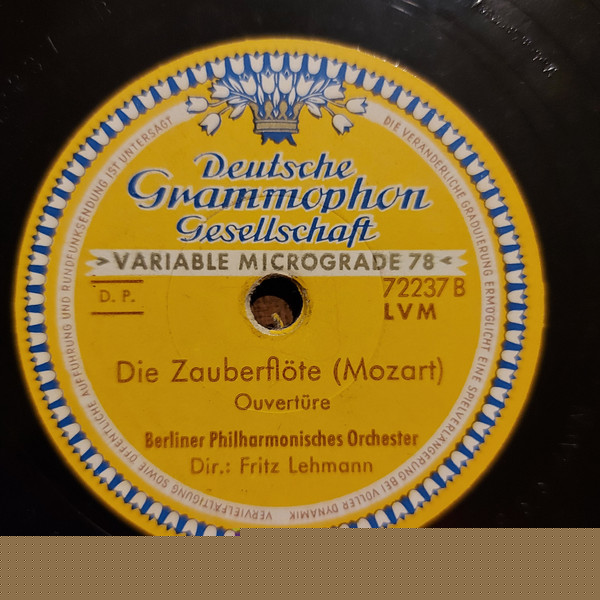 Deutsche
Grammophon
Gesellschaft
>VARIABLE MICROGRADE 78<
D. P.
72237 B
LVM
Die Zauberflöte (Mozart)
Ouvertüre
Berliner Philharmonisches Orchester
Dir.: Fritz Lehmann
DIE VERÄNDERLICHE GRADUIERUNG ERMÖGLICHT EINE SPIELVERLÄNGERUNG BEI VOLLER DYNAMIK
VERVIELFÄLTIGUNG SOWIE ÖFFENTLICHE AUFFÜHRUNG UND RUNDFUNKSENDUNG IST UNTERSAGT